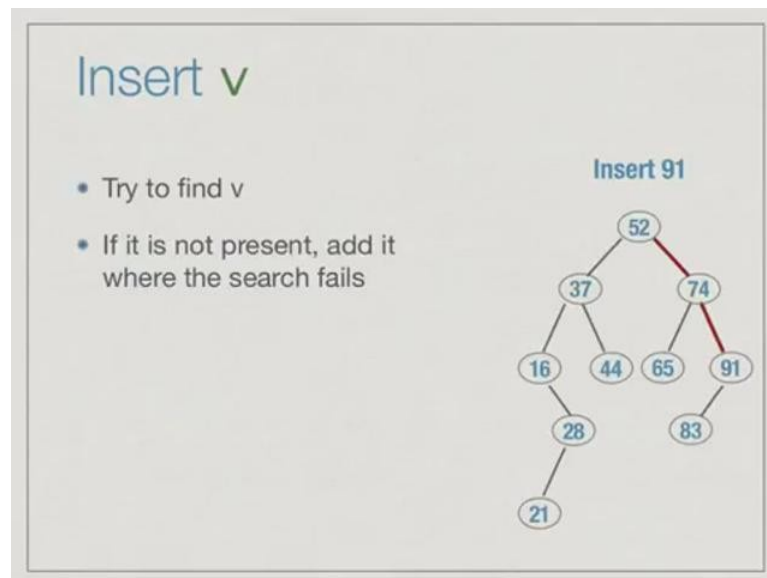 Insert v
• Try to find v
• If it is not present, add it
where the search fails
Insert 91
52
37 74
16 44 65 91
28 83
21